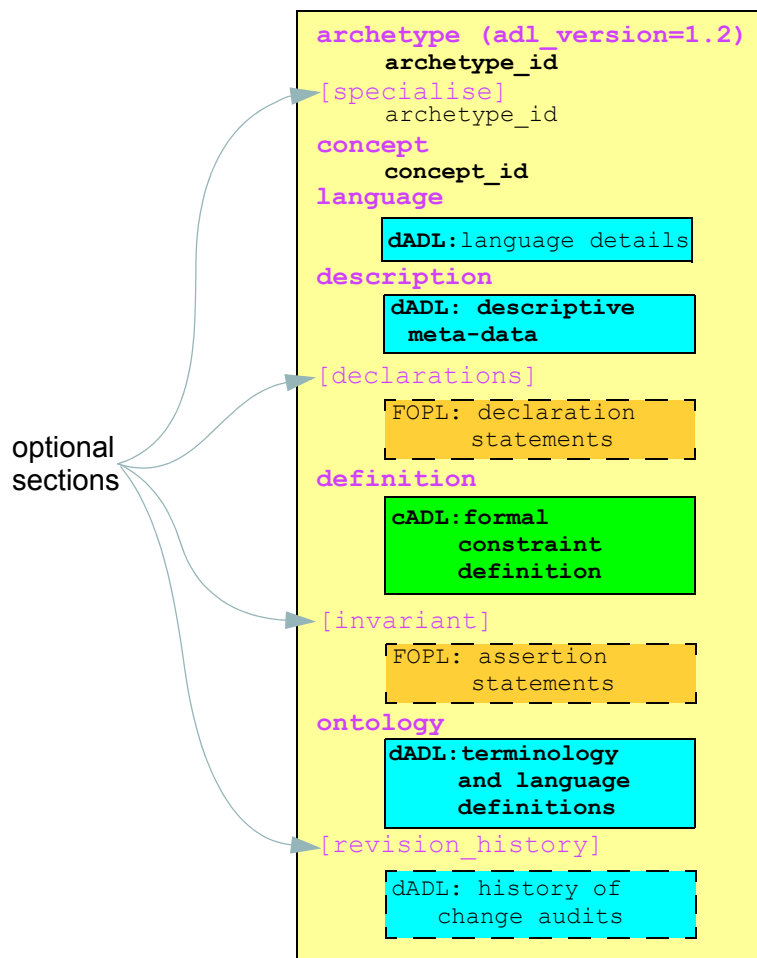 archetype (adl_version=1.2)
archetype_id
[specialise]
archetype_id
concept
concept_id
language
dADL:language details
description
dADL: descriptive
meta-data
[declarations]
FOPL: declaration
statements
optional
sections
definition
cADL:formal
constraint
definition
[invariant]
FOPL: assertion
statements
ontology
dADL:terminology
and language
definitions
[revision_history]
dADL: history of
change audits